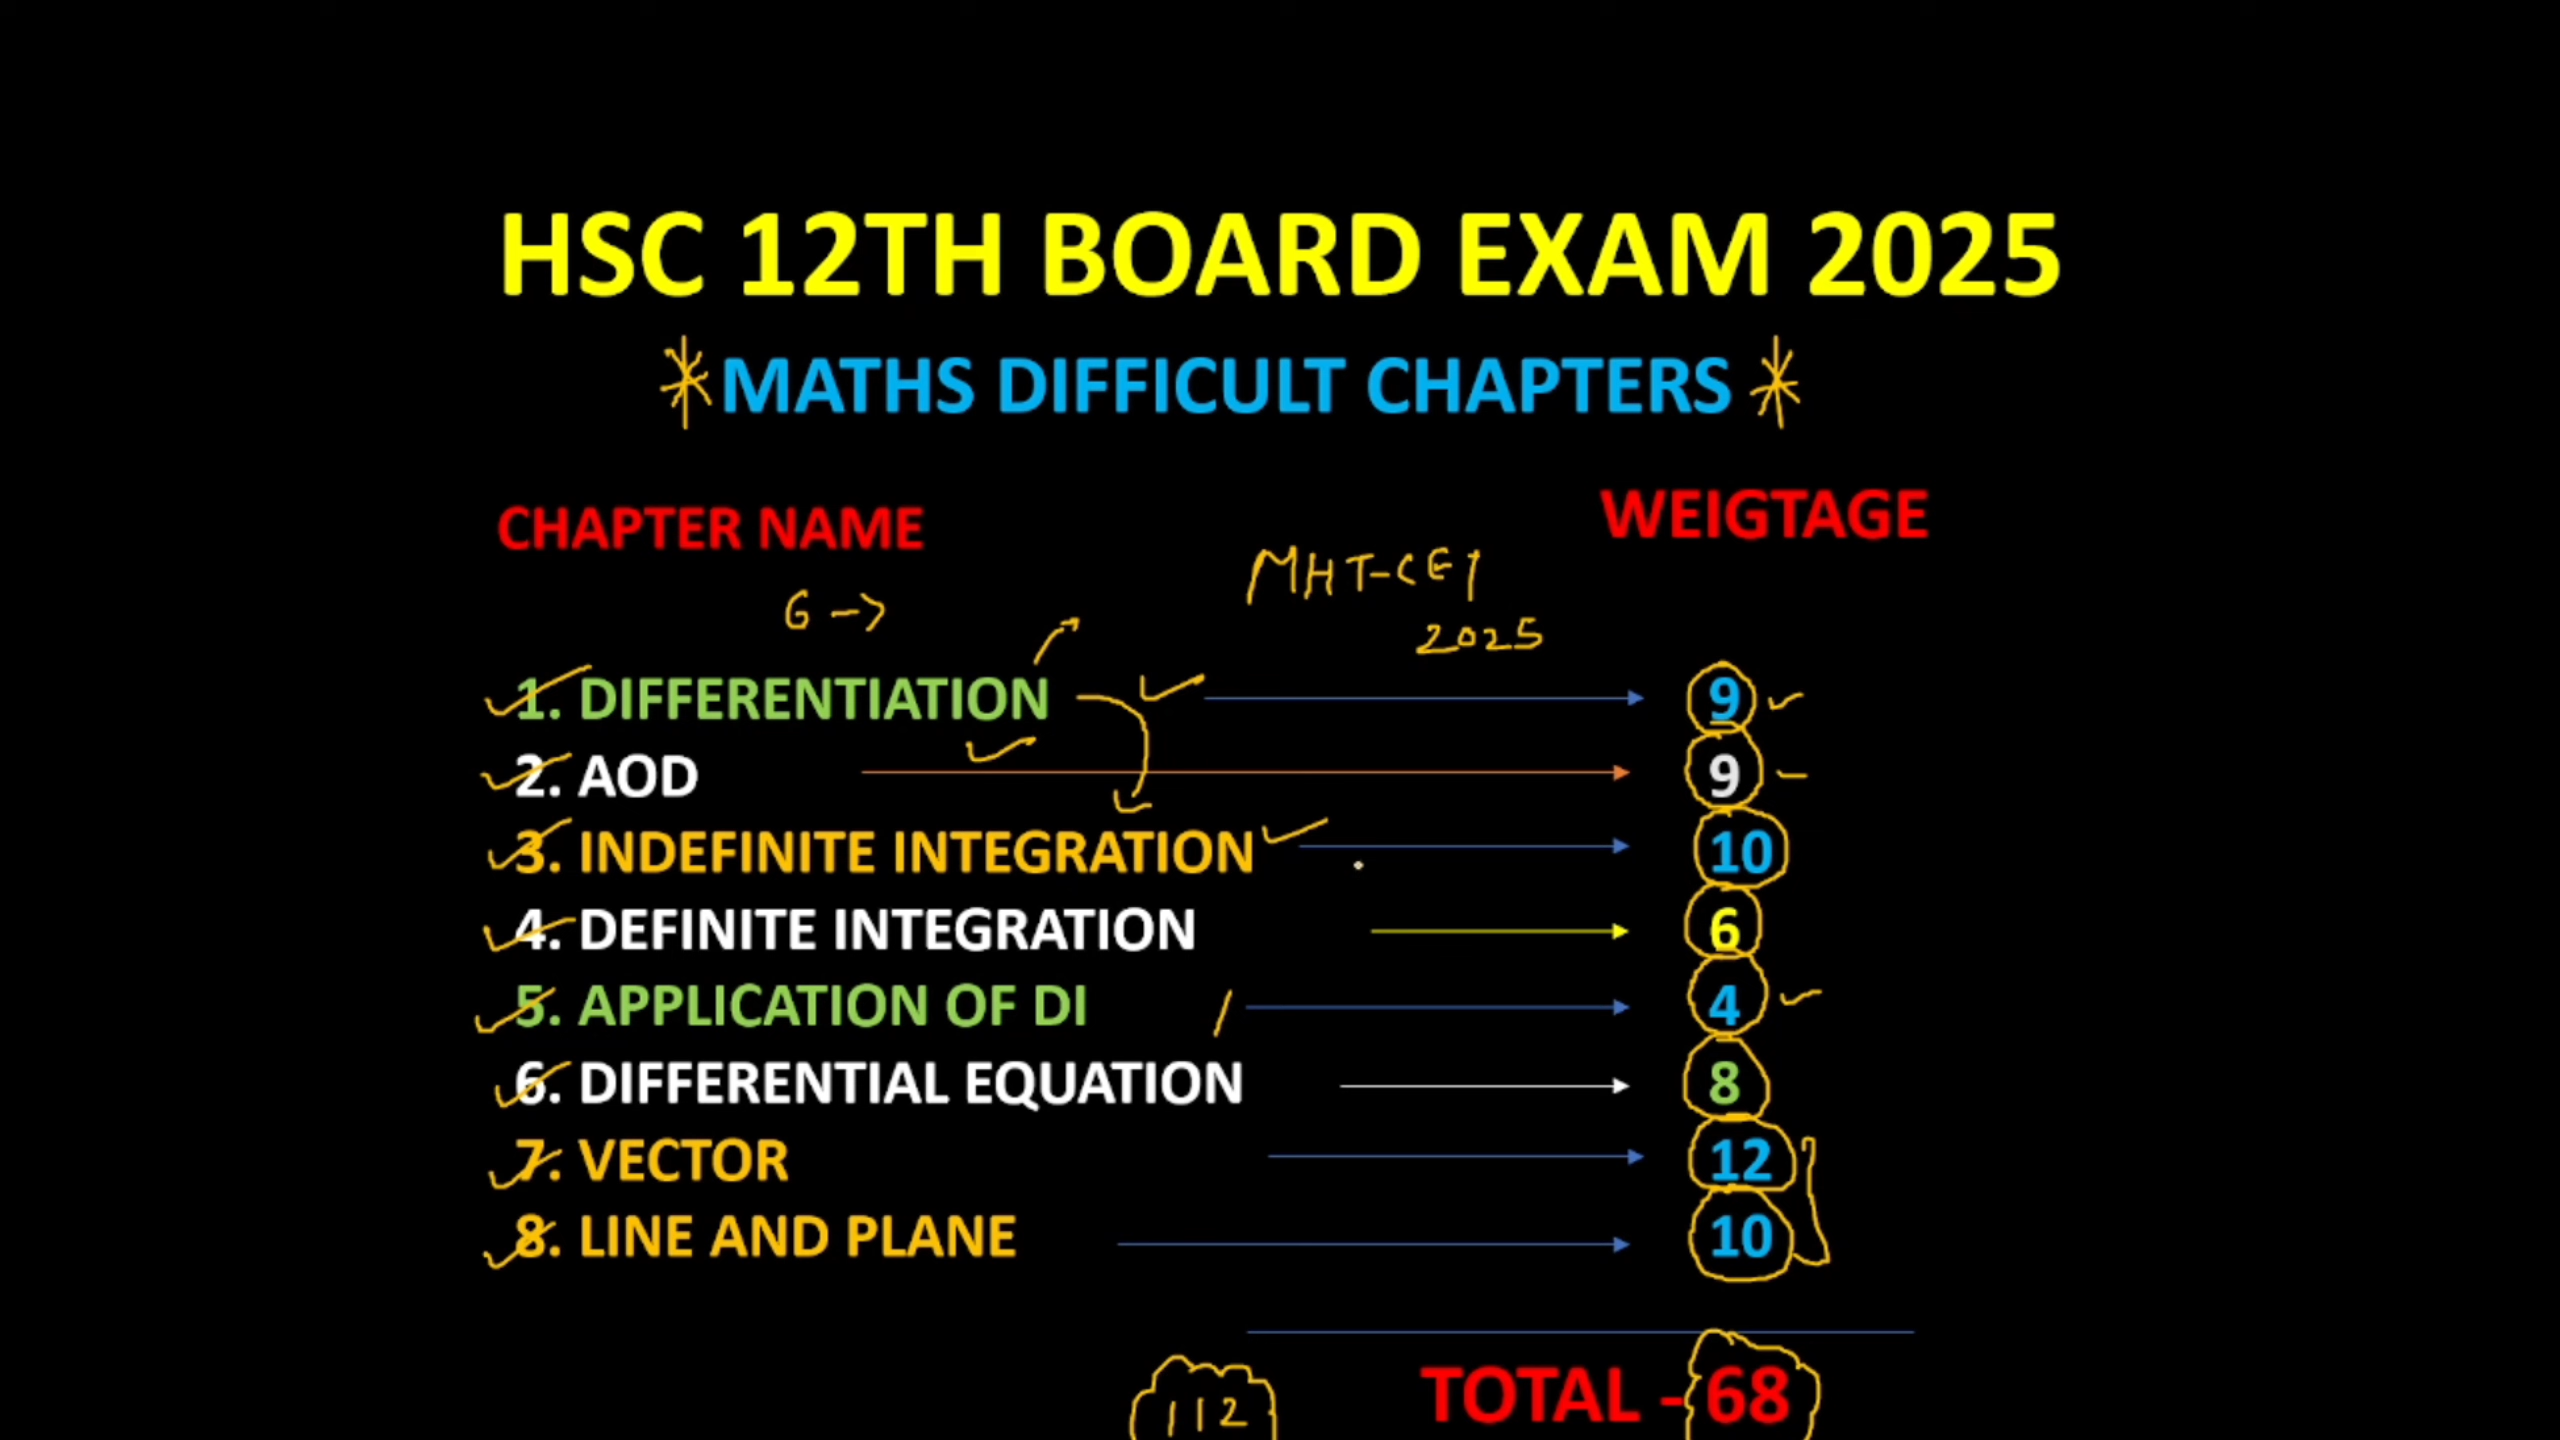 HSC 12TH BOARD EXAM 2025
* MATHS DIFFICULT CHAPTERS *
CHAPTER NAME WEIGTAGE
MHT-CET
6 ->
2025
1. DIFFERENTIATION 9
2. AOD 9
3. INDEFINITE INTEGRATION 10
4. DEFINITE INTEGRATION 6
5. APPLICATION OF DI 4
6. DIFFERENTIAL EQUATION 8
7. VECTOR 12
8. LINE AND PLANE 10
112 TOTAL - 68